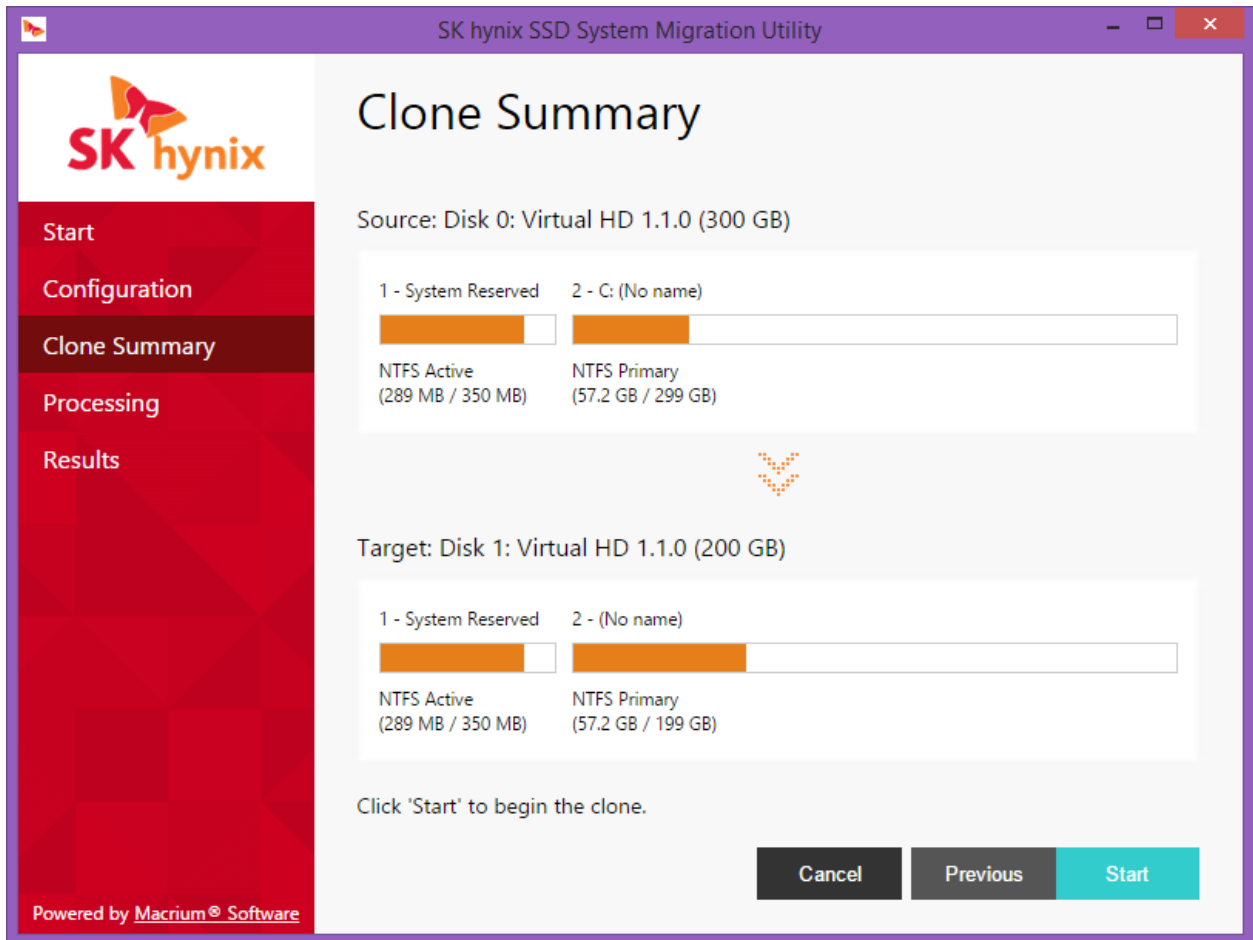 SK hynix SSD System Migration Utility
SK hynix
Start
Configuration
Clone Summary
Processing
Results
Powered by Macrium® Software
Clone Summary
Source: Disk 0: Virtual HD 1.1.0 (300 GB)
1 - System Reserved
NTFS Active
(289 MB / 350 MB)
2 - C: (No name)
NTFS Primary
(57.2 GB / 299 GB)
Target: Disk 1: Virtual HD 1.1.0 (200 GB)
1 - System Reserved
NTFS Active
(289 MB / 350 MB)
2 - (No name)
NTFS Primary
(57.2 GB / 199 GB)
Click 'Start' to begin the clone.
Cancel
Previous
Start